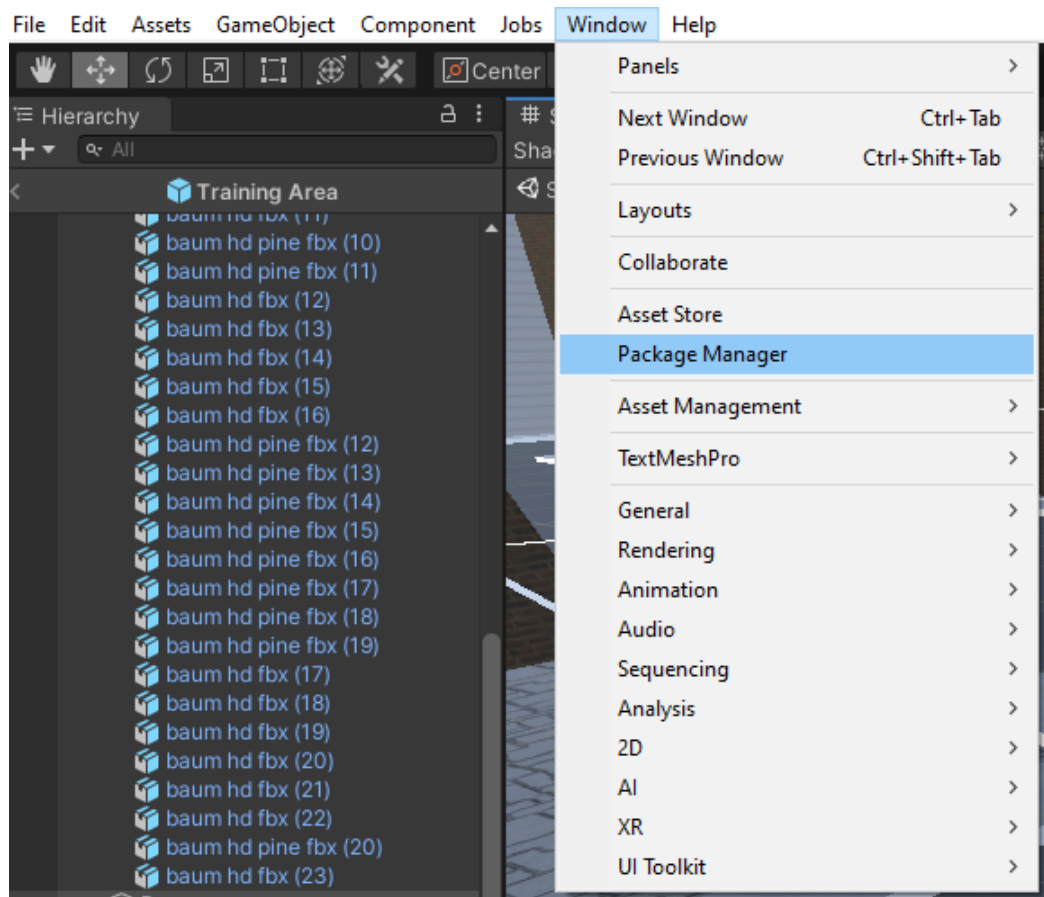 File Edit Assets GameObject Component Jobs Window Help
Center
Hierarchy
All
Training Area
baum hd fbx (11)
baum hd pine fbx (10)
baum hd pine fbx (11)
baum hd fbx (12)
baum hd fbx (13)
baum hd fbx (14)
baum hd fbx (15)
baum hd fbx (16)
baum hd pine fbx (12)
baum hd pine fbx (13)
baum hd pine fbx (14)
baum hd pine fbx (15)
baum hd pine fbx (16)
baum hd pine fbx (17)
baum hd pine fbx (18)
baum hd pine fbx (19)
baum hd fbx (17)
baum hd fbx (18)
baum hd fbx (19)
baum hd fbx (20)
baum hd fbx (21)
baum hd fbx (22)
baum hd pine fbx (20)
baum hd fbx (23)
Sha
Panels
Next Window Ctrl+Tab
Previous Window Ctrl+Shift+Tab
Layouts
Collaborate
Asset Store
Package Manager
Asset Management
TextMeshPro
General
Rendering
Animation
Audio
Sequencing
Analysis
2D
AI
XR
UI Toolkit